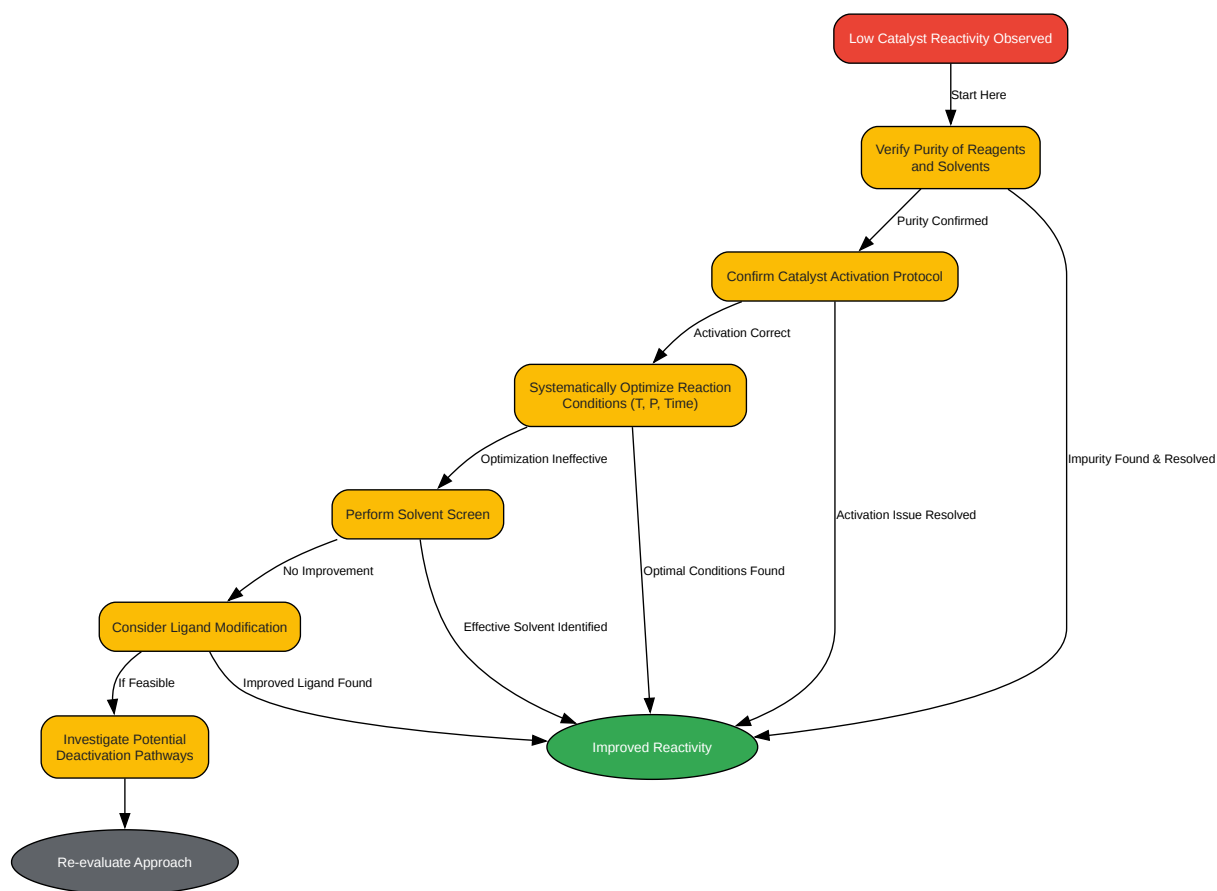 Low Catalyst Reactivity Observed
Start Here
Verify Purity of Reagents
and Solvents
Purity Confirmed
Confirm Catalyst Activation Protocol
Activation Correct
Systematically Optimize Reaction
Conditions (T, P, Time)
Optimization Ineffective
Impurity Found & Resolved
Perform Solvent Screen
Activation Issue Resolved
No Improvement
Optimal Conditions Found
Consider Ligand Modification
Effective Solvent Identified
If Feasible
Improved Ligand Found
Investigate Potential
Deactivation Pathways
Improved Reactivity
Re-evaluate Approach